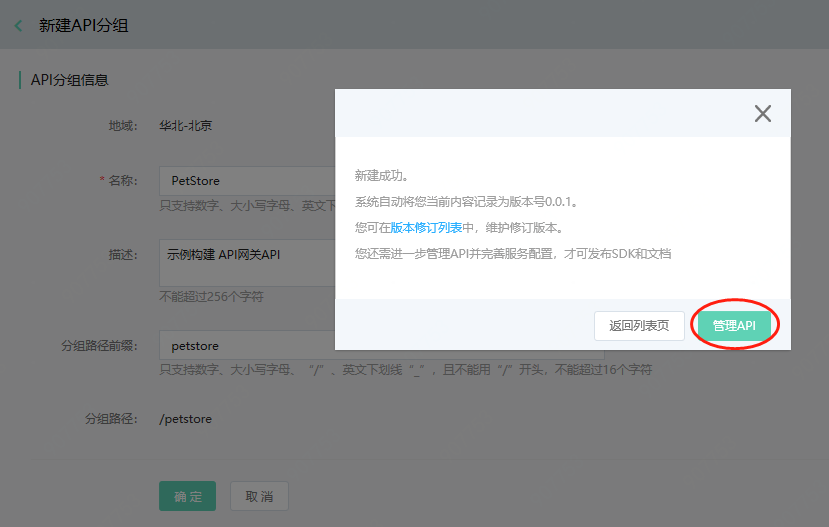 新建API分组
API分组信息
地域： 华北-北京
* 名称： PetStore
只支持数字、大小写字母、英文下
描述： 示例构建 API网关API
不能超过256个字符
分组路径前缀： petstore
只支持数字、大小写字母、“/”、英文下划线“_”，且不能用“/”开头，不能超过16个字符
分组路径： /petstore
确 定 取 消
新建成功。
系统自动将您当前内容记录为版本号0.0.1。
您可在版本修订列表中，维护修订版本。
您还需进一步管理API并完善服务配置，才可发布SDK和文档
返回列表页 管理API